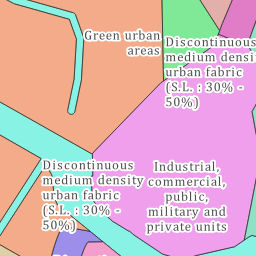 Green urban
areas
Discontinuous
medium densi
urban fabric
(S.L. : 30% -
50%)
Discontinuous
medium density
urban fabric
(S.L. : 30% -
50%)
Industrial,
commercial,
public,
military and
private units